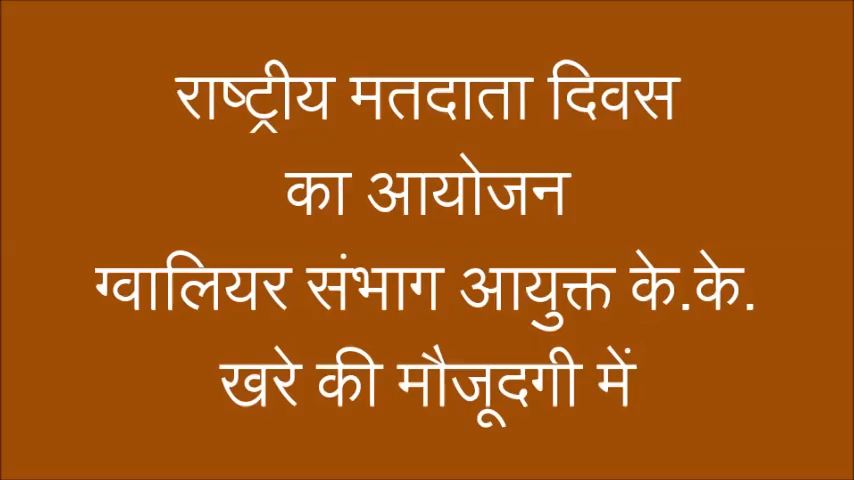 राष्ट्रीय मतदाता दिवस
का आयोजन
ग्वालियर संभाग आयुक्त के.के.
खरे की मौजूदगी में